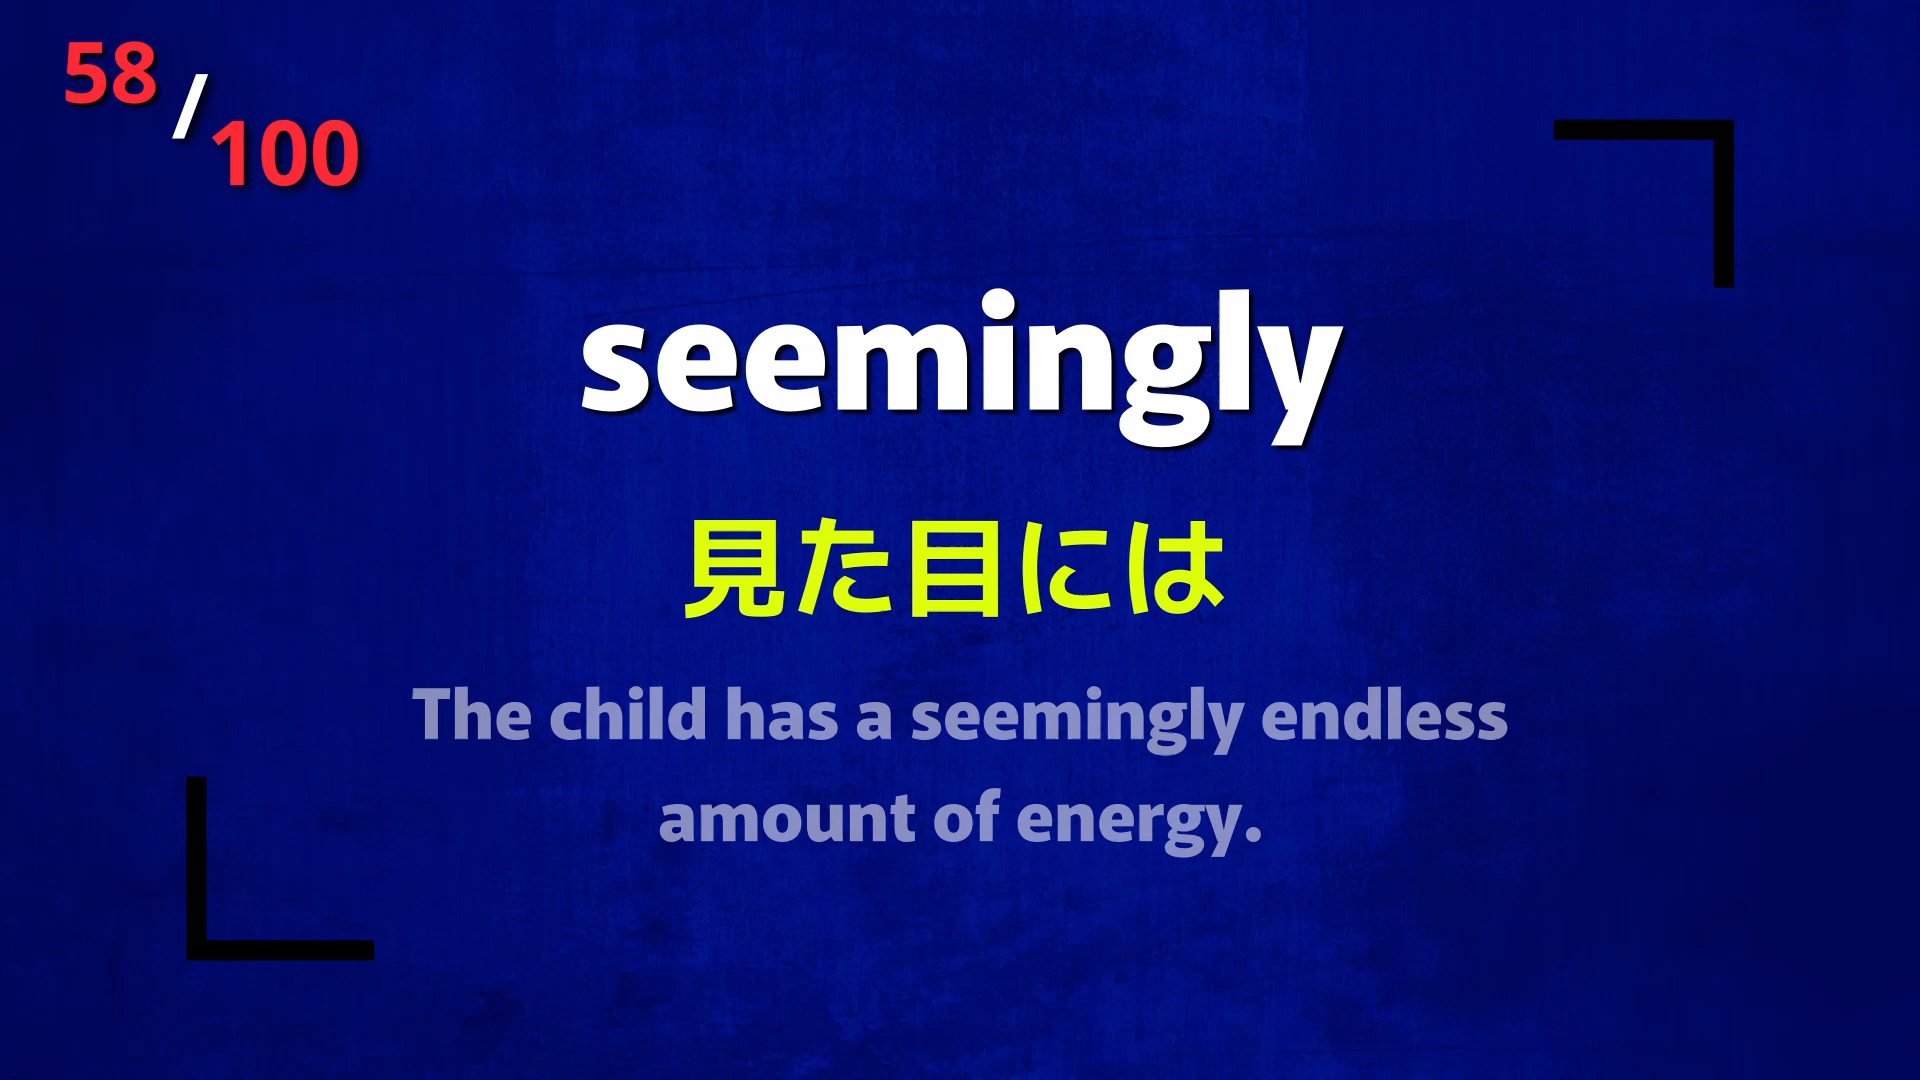 58/100
seemingly
見た目には
The child has a seemingly endless
amount of energy.